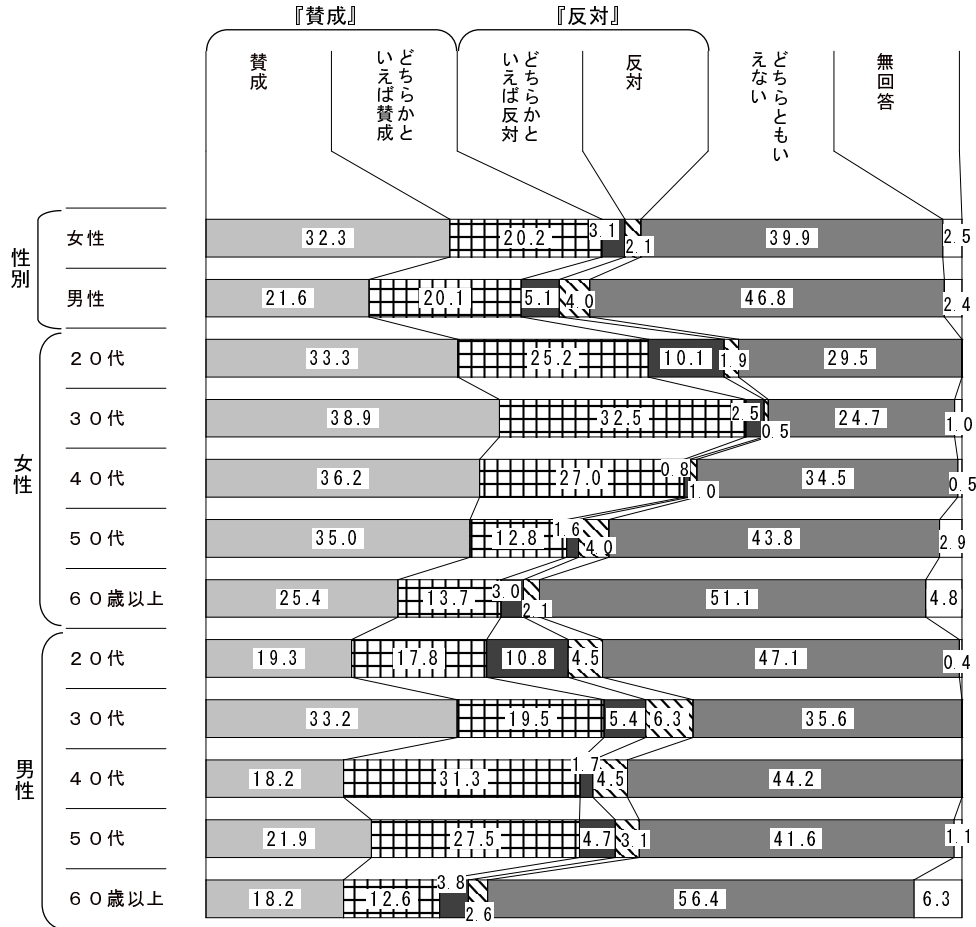 『賛成』 『反対』
賛成
どちらかと
いえば賛成
どちらかと
いえば反対
反対
どちらともい
えない
無回答
性別
女性 32.3 20.2 3.1 2.1 39.9 2.5
男性 21.6 20.1 5.1 4.0 46.8 2.4
女性
20代 33.3 25.2 10.1 1.9 29.5
30代 38.9 32.5 2.5 0.5 24.7 1.0
40代 36.2 27.0 0.8 1.0 34.5 0.5
50代 35.0 12.8 1.6 4.0 43.8 2.9
60歳以上 25.4 13.7 3.0 2.1 51.1 4.8
男性
20代 19.3 17.8 10.8 4.5 47.1 0.4
30代 33.2 19.5 5.4 6.3 35.6
40代 18.2 31.3 1.7 4.5 44.2
50代 21.9 27.5 4.7 3.1 41.6 1.1
60歳以上 18.2 12.6 3.8 2.6 56.4 6.3